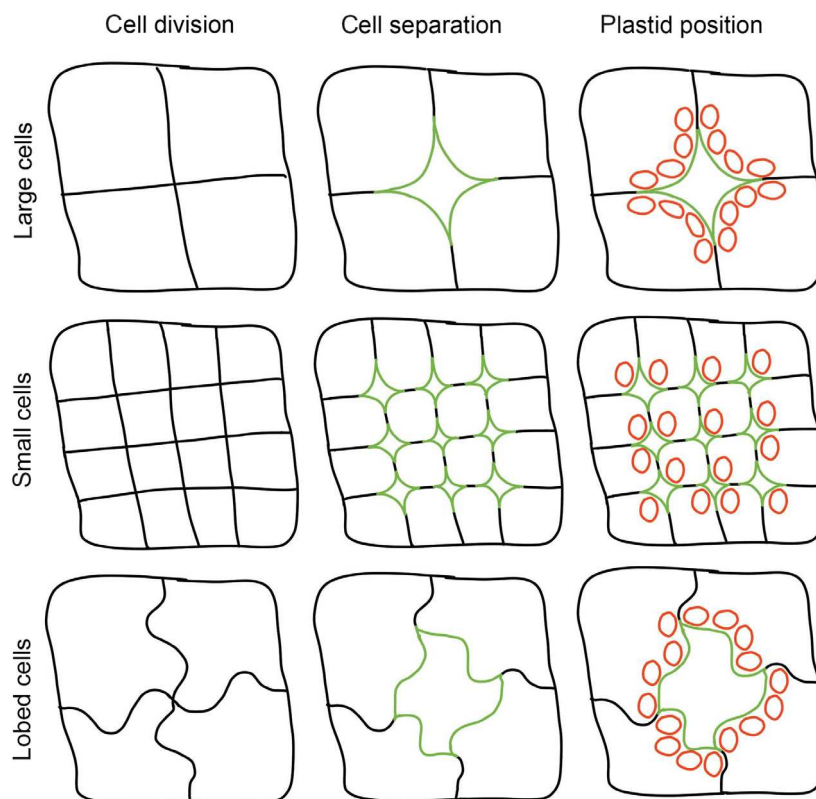 Cell division
Cell separation
Plastid position
Large cells
Small cells
Lobed cells